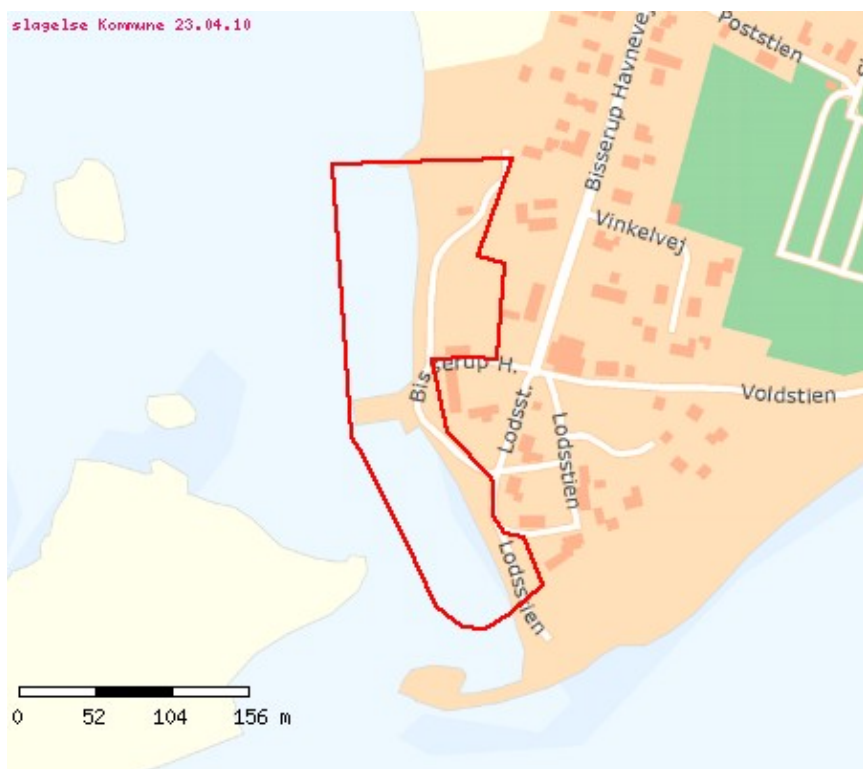 slagelse Kommune 23.04.10
Poststien
Bisserup Havnevej
Vinkelvej
Bisserup H.
Voldstien
Lodsst.
Lodsstien
Lodsstien
0 52 104 156 m